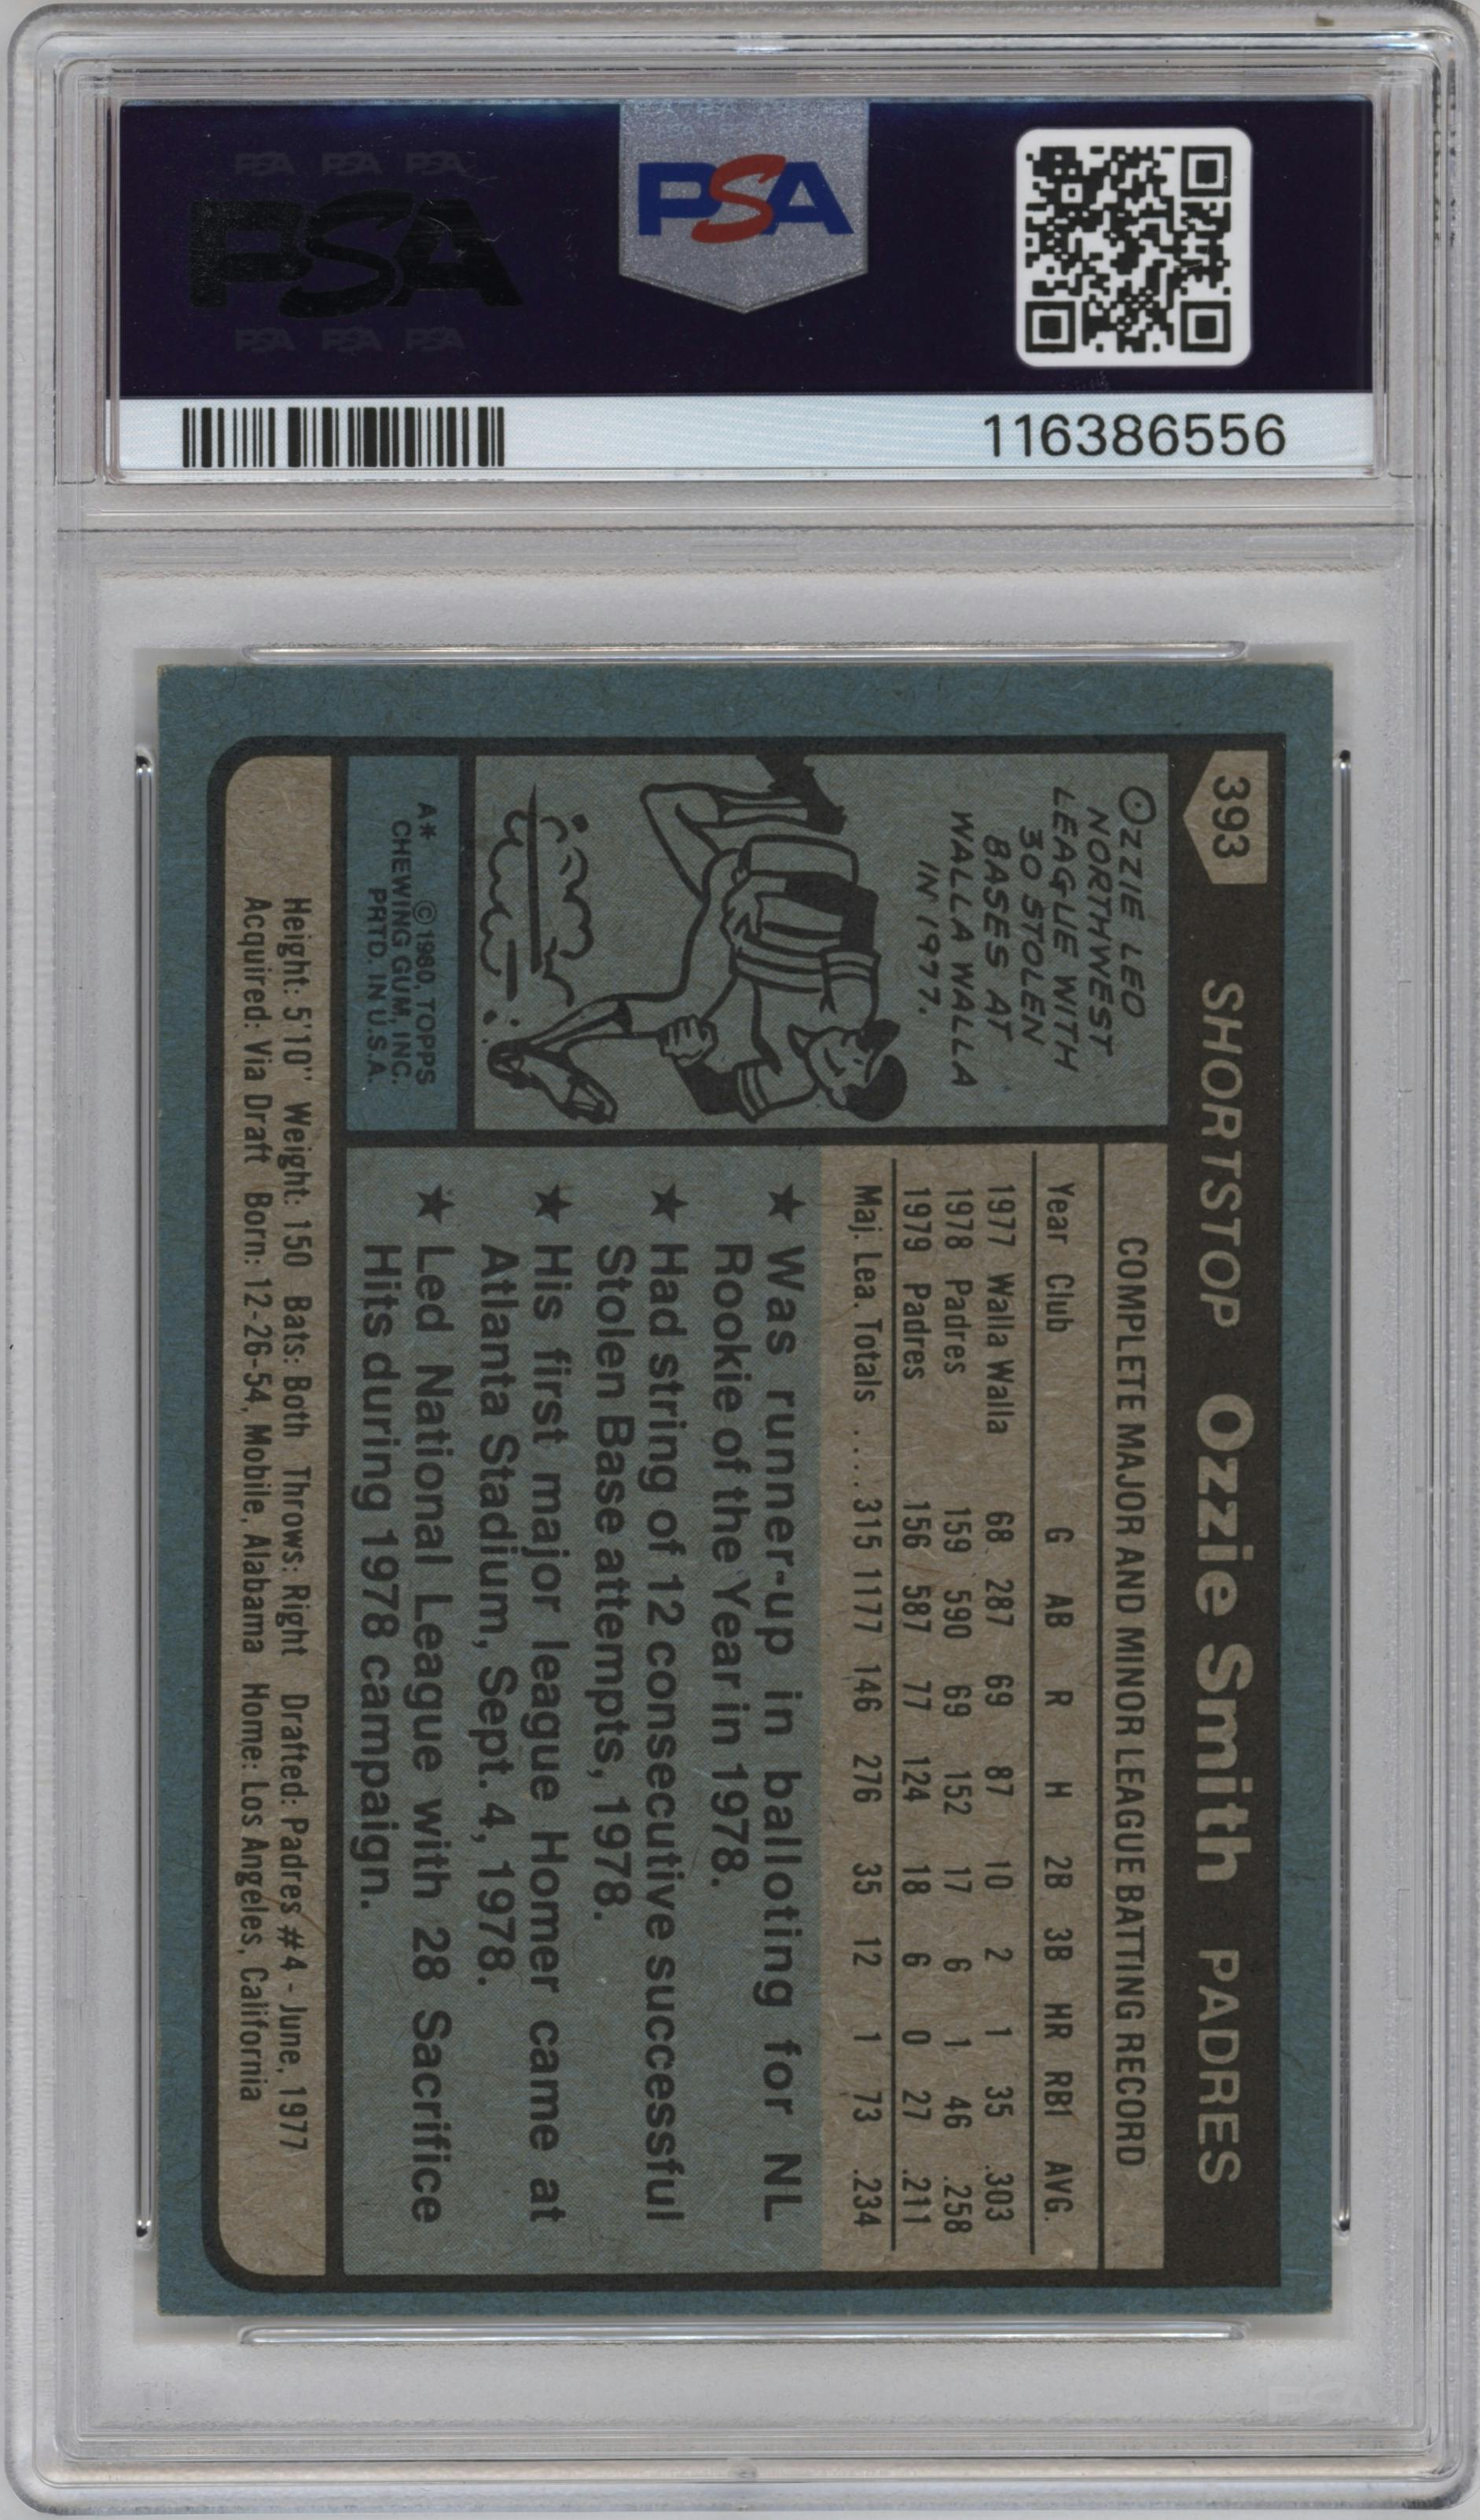 PSA PSA PSA
PSA
PSA PSA PSA
PSA
116386556
393 SHORTSTOP Ozzie Smith PADRES
OZZIE LED
NORTHWEST
LEAGUE WITH
30 STOLEN
BASES AT
WALLA WALLA
IN 1977.
A* ©1980, TOPPS
CHEWING GUM, INC.
PRTD. IN U.S.A.
COMPLETE MAJOR AND MINOR LEAGUE BATTING RECORD
Year Club G AB R H 2B 3B HR RBI AVG.
1977 Walla Walla 68 287 69 87 10 2 1 35 .303
1978 Padres 159 590 69 152 17 6 1 46 .258
1979 Padres 156 587 77 124 18 6 0 27 .211
Maj. Lea. Totals .... 315 1177 146 276 35 12 1 73 .234
★ Was runner-up in balloting for NL
Rookie of the Year in 1978.
★ Had string of 12 consecutive successful
Stolen Base attempts, 1978.
★ His first major league Homer came at
Atlanta Stadium, Sept. 4, 1978.
★ Led National League with 28 Sacrifice
Hits during 1978 campaign.
Height: 5'10" Weight: 150 Bats: Both Throws: Right Drafted: Padres #4 - June, 1977
Acquired: Via Draft Born: 12-26-54, Mobile, Alabama Home: Los Angeles, California
PSA